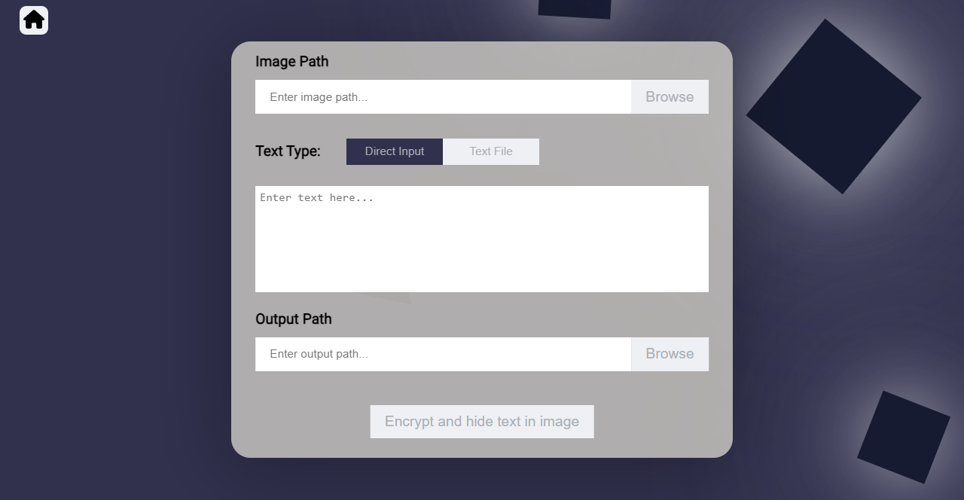 Image Path
Enter image path...
Browse
Text Type:
Direct Input
Text File
Enter text here...
Output Path
Enter output path...
Browse
Encrypt and hide text in image